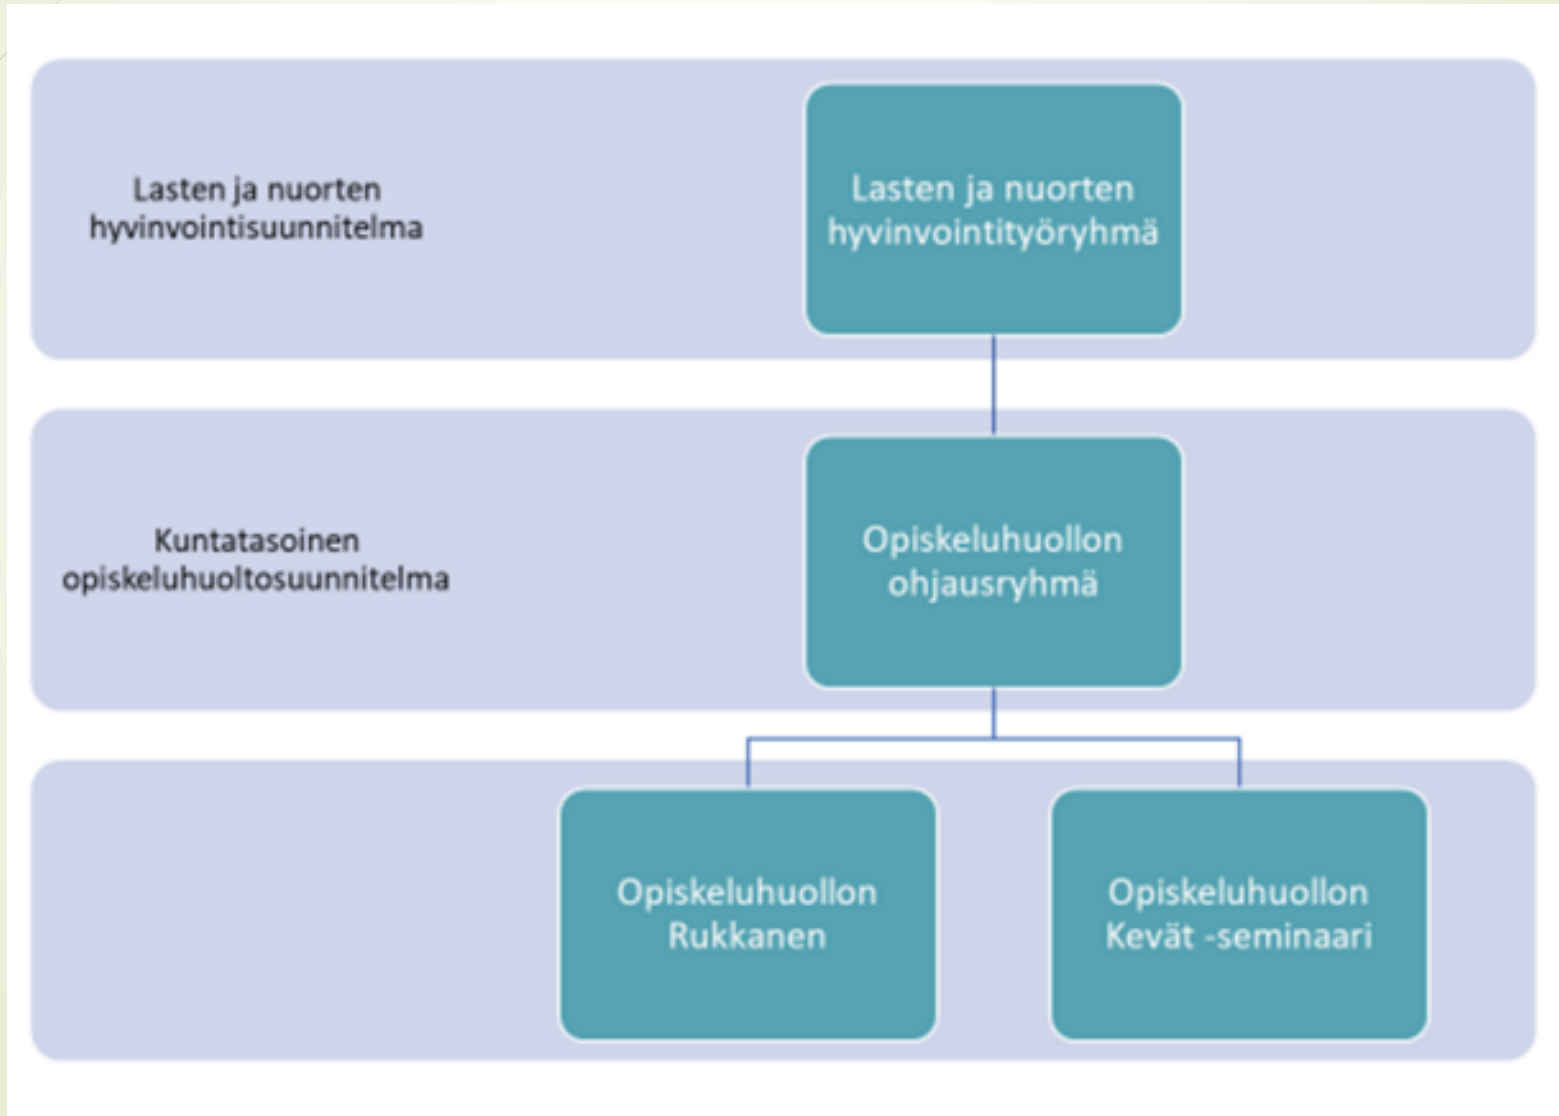 Lasten ja nuorten
hyvinvointisuunnitelma
Lasten ja nuorten
hyvinvointityöryhmä
Kuntatasoinen
opiskeluhuoltosuunnitelma
Opiskeluhuollon
ohjausryhmä
Opiskeluhuollon
Rukkanen
Opiskeluhuollon
Kevät -seminaari